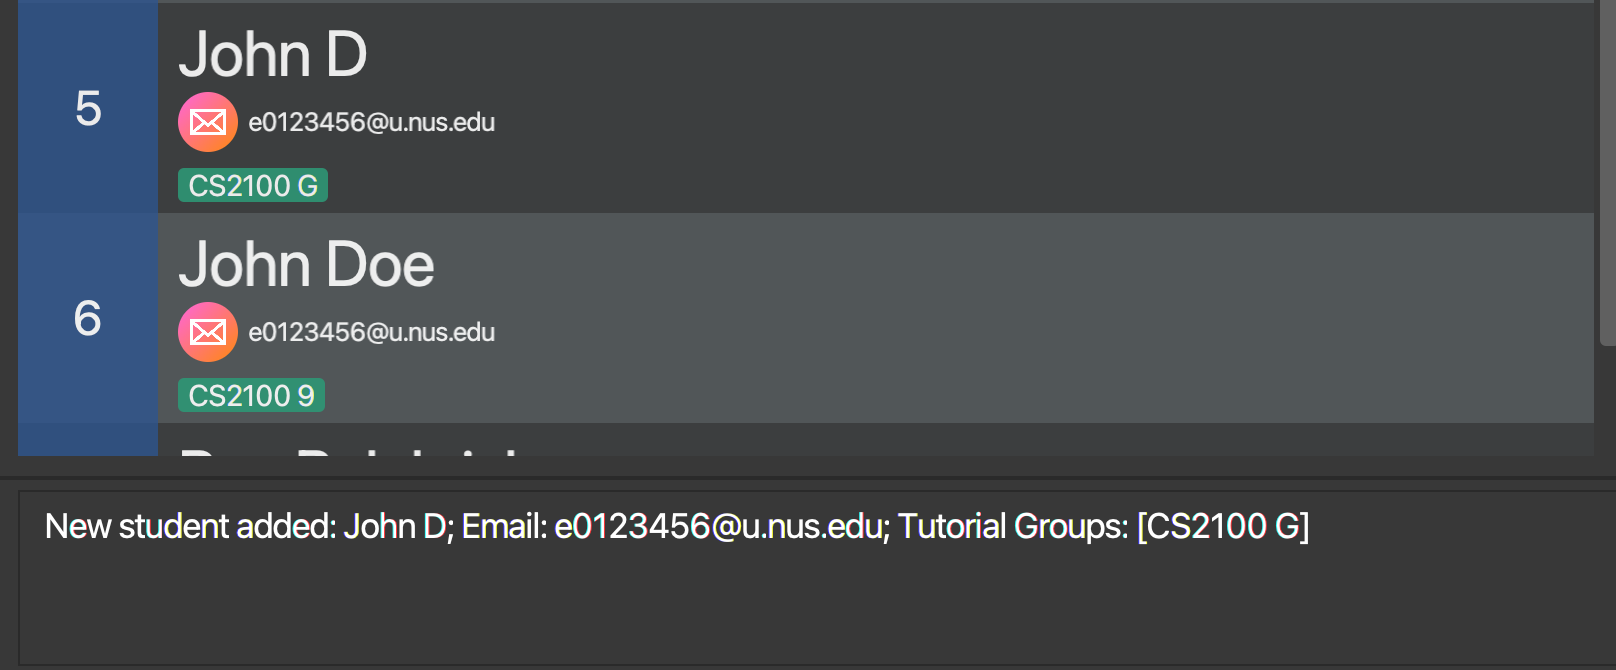 5
John D
e0123456@u.nus.edu
CS2100 G
6
John Doe
e0123456@u.nus.edu
CS2100 9
New student added: John D; Email: e0123456@u.nus.edu; Tutorial Groups: [CS2100 G]